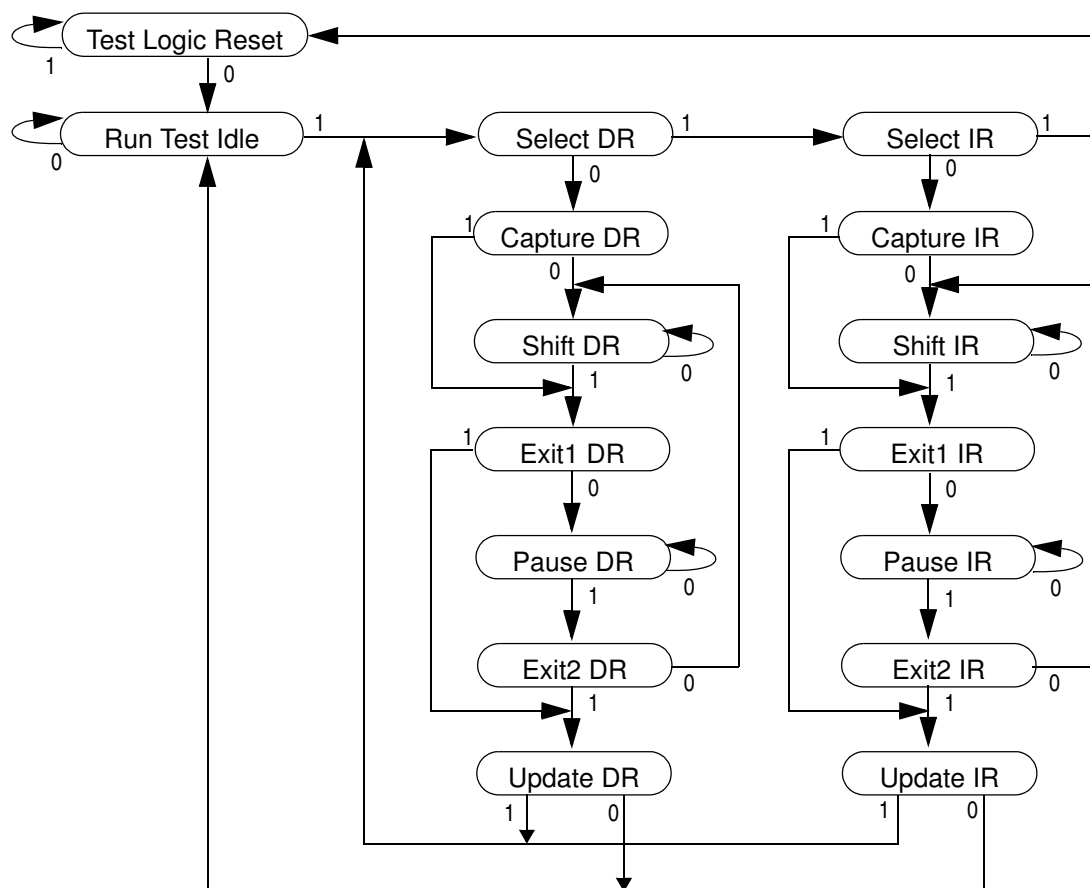 Test Logic Reset
1
0
Run Test Idle
0
1
Select DR
1
0
Select IR
1
0
1
Capture DR
0
1
Capture IR
0
Shift DR
0
1
Shift IR
0
1
1
Exit1 DR
0
1
Exit1 IR
0
Pause DR
0
1
Pause IR
0
1
Exit2 DR
0
1
Exit2 IR
0
1
Update DR
1
0
Update IR
1
0